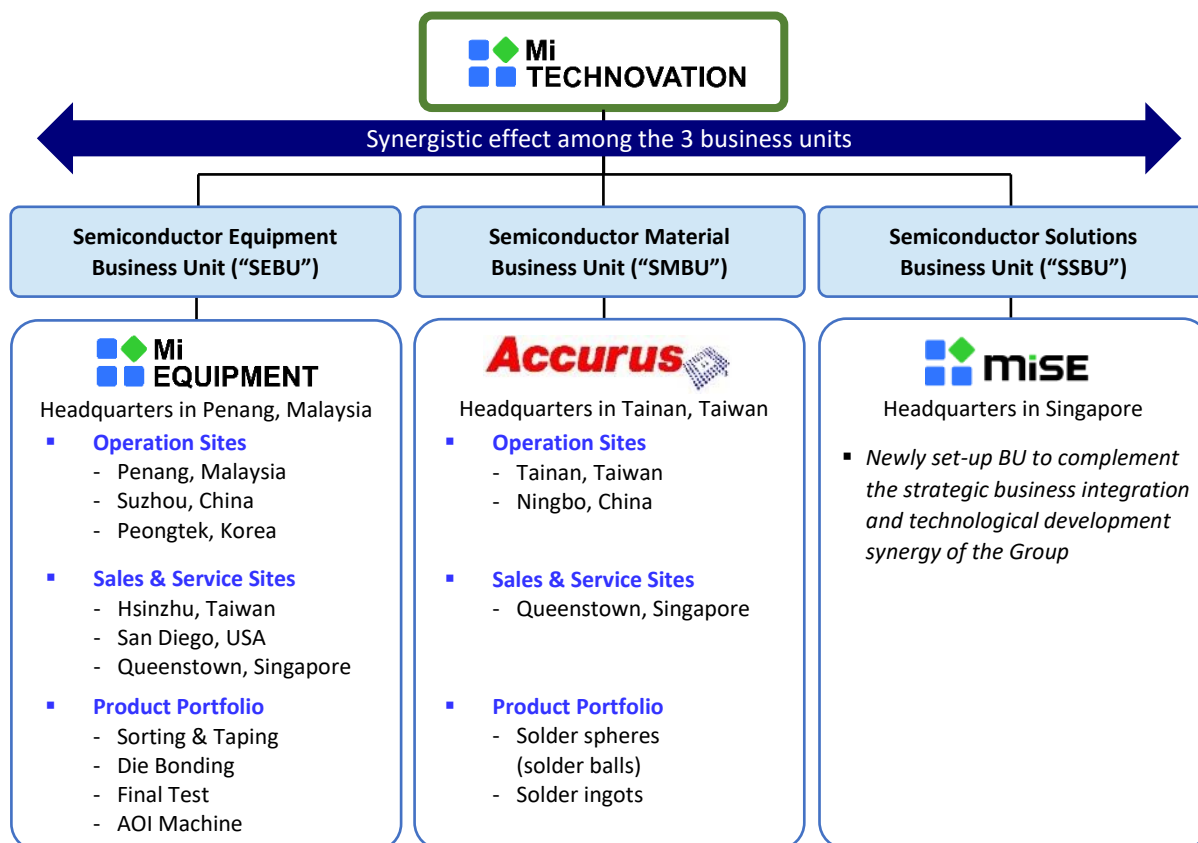 Mi
TECHNOVATION
Synergistic effect among the 3 business units
Semiconductor Equipment
Business Unit (“SEBU”)
Mi
EQUIPMENT
Headquarters in Penang, Malaysia
▪ Operation Sites
- Penang, Malaysia
- Suzhou, China
- Peongtek, Korea
▪ Sales & Service Sites
- Hsinzhu, Taiwan
- San Diego, USA
- Queenstown, Singapore
▪ Product Portfolio
- Sorting & Taping
- Die Bonding
- Final Test
- AOI Machine
Semiconductor Material
Business Unit (“SMBU”)
Accurus
Headquarters in Tainan, Taiwan
▪ Operation Sites
- Tainan, Taiwan
- Ningbo, China
▪ Sales & Service Sites
- Queenstown, Singapore
▪ Product Portfolio
- Solder spheres
(solder balls)
- Solder ingots
Semiconductor Solutions
Business Unit (“SSBU”)
miSE
Headquarters in Singapore
▪ Newly set-up BU to complement
the strategic business integration
and technological development
synergy of the Group